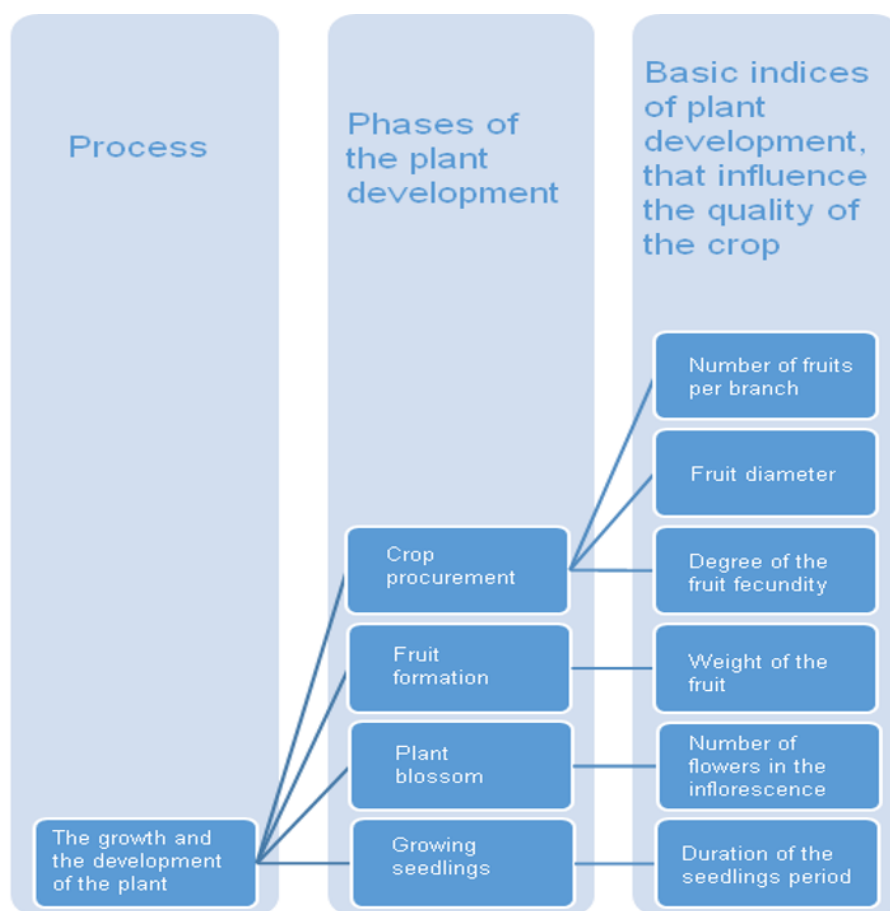 Process
Phases of
the plant
development
Basic indices
of plant
development,
that influence
the quality of
the crop
Number of fruits
per branch
Fruit diameter
Crop
procurement
Degree of the
fruit fecundity
Fruit
formation
Weight of the
fruit
Plant
blossom
Number of
flowers in the
inflorescence
The growth and
the development
of the plant
Growing
seedlings
Duration of the
seedlings period